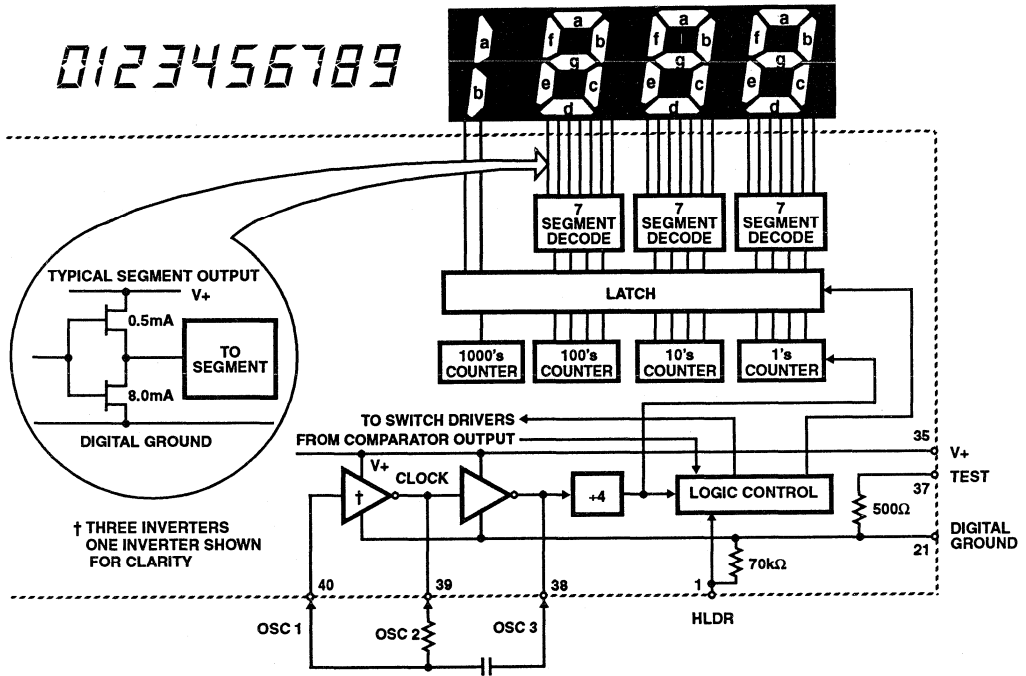 0123456789
a
b
a
f
b
g
e
c
d
a
f
b
g
e
c
d
a
f
b
g
e
c
d
7
SEGMENT
DECODE
7
SEGMENT
DECODE
7
SEGMENT
DECODE
TYPICAL SEGMENT OUTPUT
V+
0.5mA
TO
SEGMENT
8.0mA
DIGITAL GROUND
LATCH
1000's
COUNTER
100's
COUNTER
10's
COUNTER
1's
COUNTER
TO SWITCH DRIVERS
FROM COMPARATOR OUTPUT
35
V+
V+
CLOCK
†
÷4
LOGIC CONTROL
TEST
37
500Ω
DIGITAL
GROUND
21
† THREE INVERTERS
ONE INVERTER SHOWN
FOR CLARITY
70kΩ
40
39
38
1
HLDR
OSC 1
OSC 2
OSC 3